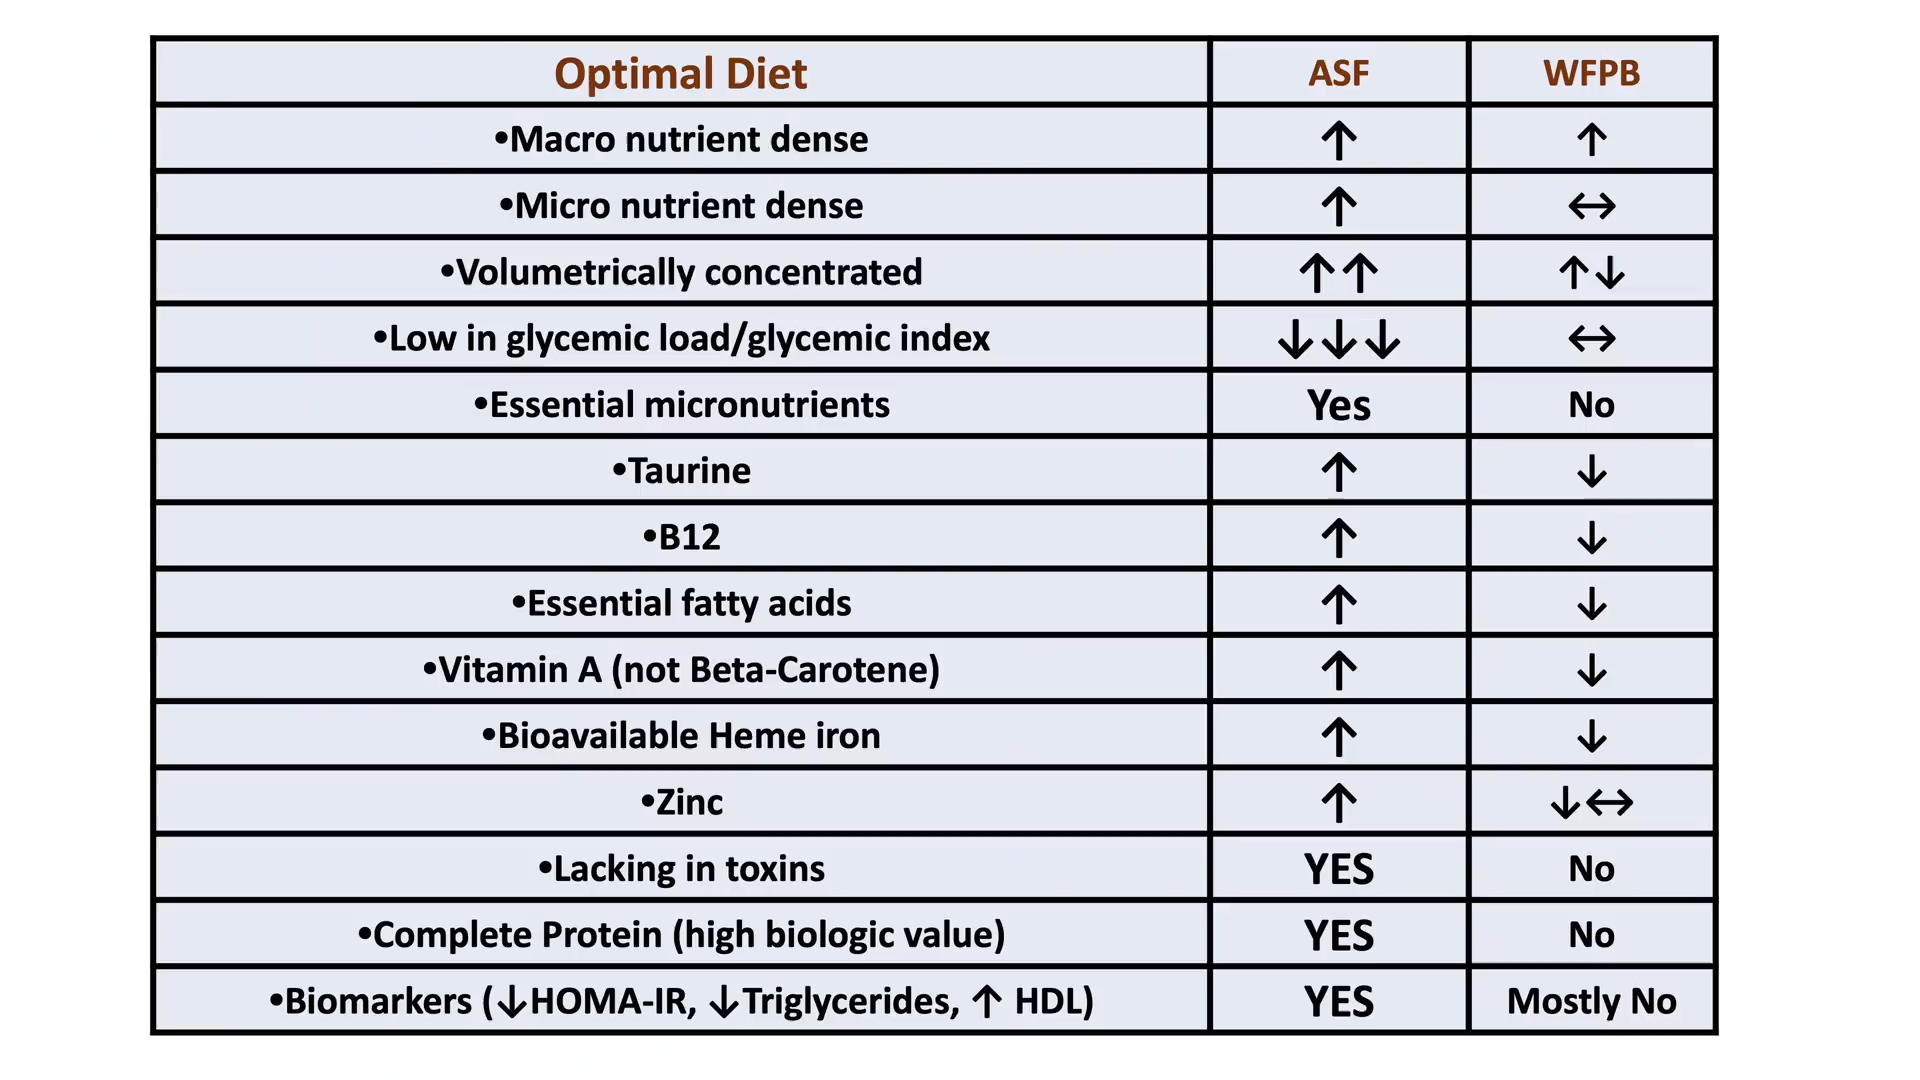 Optimal Diet ASF WFPB
•Macro nutrient dense ↑ ↑
•Micro nutrient dense ↑ ↔
•Volumetrically concentrated ↑↑ ↑↓
•Low in glycemic load/glycemic index ↓↓↓ ↔
•Essential micronutrients Yes No
•Taurine ↑ ↓
•B12 ↑ ↓
•Essential fatty acids ↑ ↓
•Vitamin A (not Beta-Carotene) ↑ ↓
•Bioavailable Heme iron ↑ ↓
•Zinc ↑ ↓↔
•Lacking in toxins YES No
•Complete Protein (high biologic value) YES No
•Biomarkers (↓HOMA-IR, ↓Triglycerides, ↑ HDL) YES Mostly No